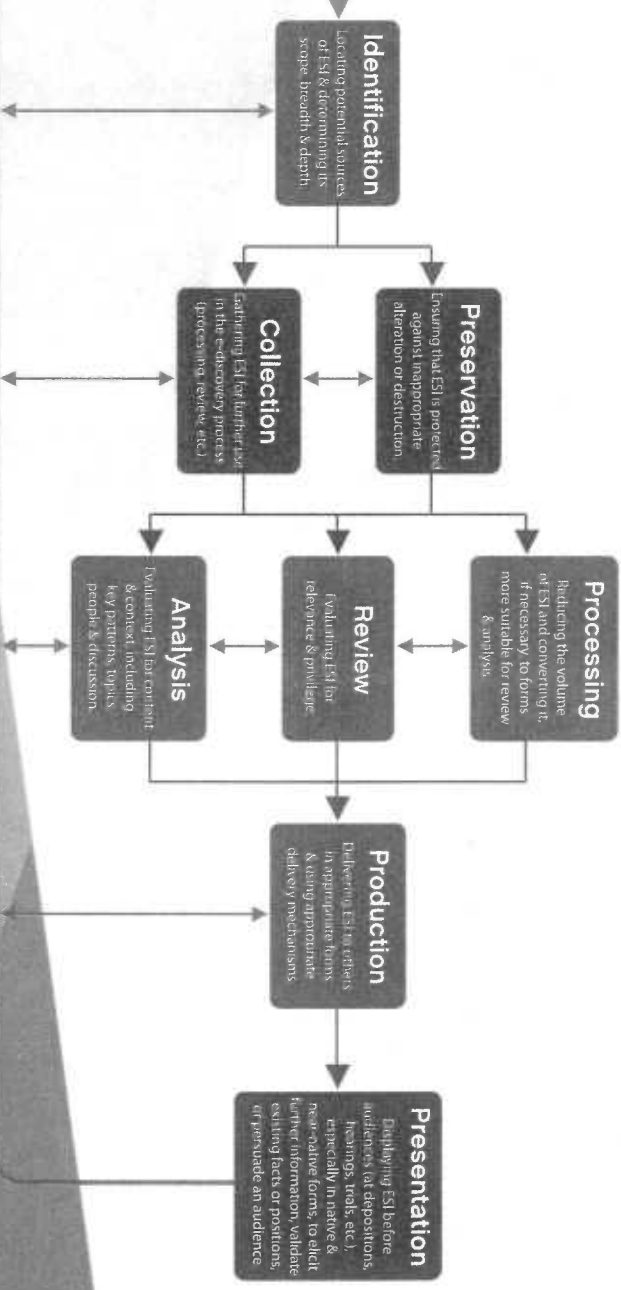 Identification
Locating potential sources
of ESI & determining its
scope, breadth & depth
Preservation
Ensuring that ESI is protected
against inappropriate
alteration or destruction
Collection
Gathering ESI for further use
in the e-discovery process
(processing, review, etc.)
Processing
Reducing the volume
of ESI and converting it,
if necessary, to forms
more suitable for review
& analysis
Review
Evaluating ESI for
relevance & privilege
Analysis
Evaluating ESI for content
& context, including
key patterns, topics,
people & discussion
Production
Delivering ESI to others
in appropriate forms
& using appropriate
delivery mechanisms
Presentation
Displaying ESI before
audiences (at depositions,
hearings, trials, etc.),
especially in native &
near-native forms, to elicit
further information, validate
existing facts or positions,
or persuade an audience